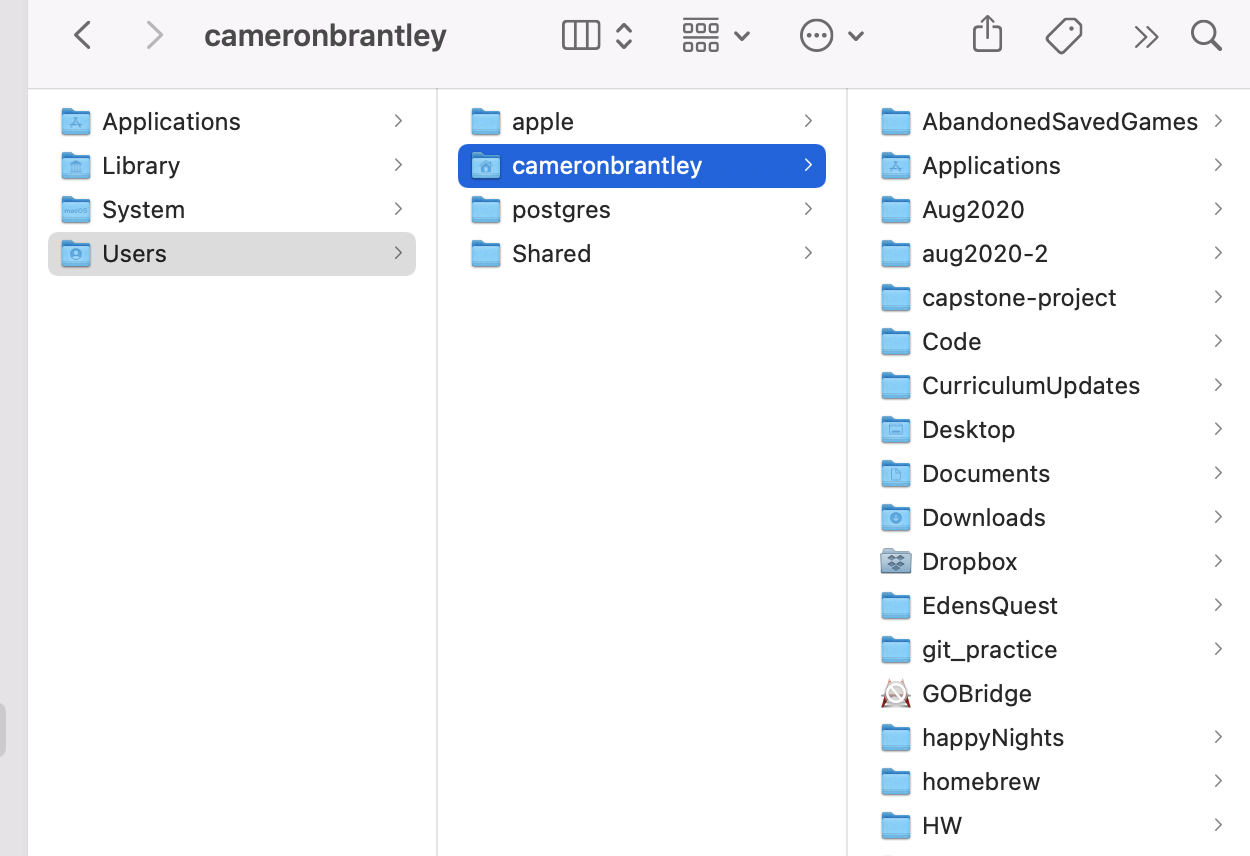 cameronbrantley
Applications
Library
System
Users
apple
cameronbrantley
postgres
Shared
AbandonedSavedGames
Applications
Aug2020
aug2020-2
capstone-project
Code
CurriculumUpdates
Desktop
Documents
Downloads
Dropbox
EdensQuest
git_practice
GOBridge
happyNights
homebrew
HW